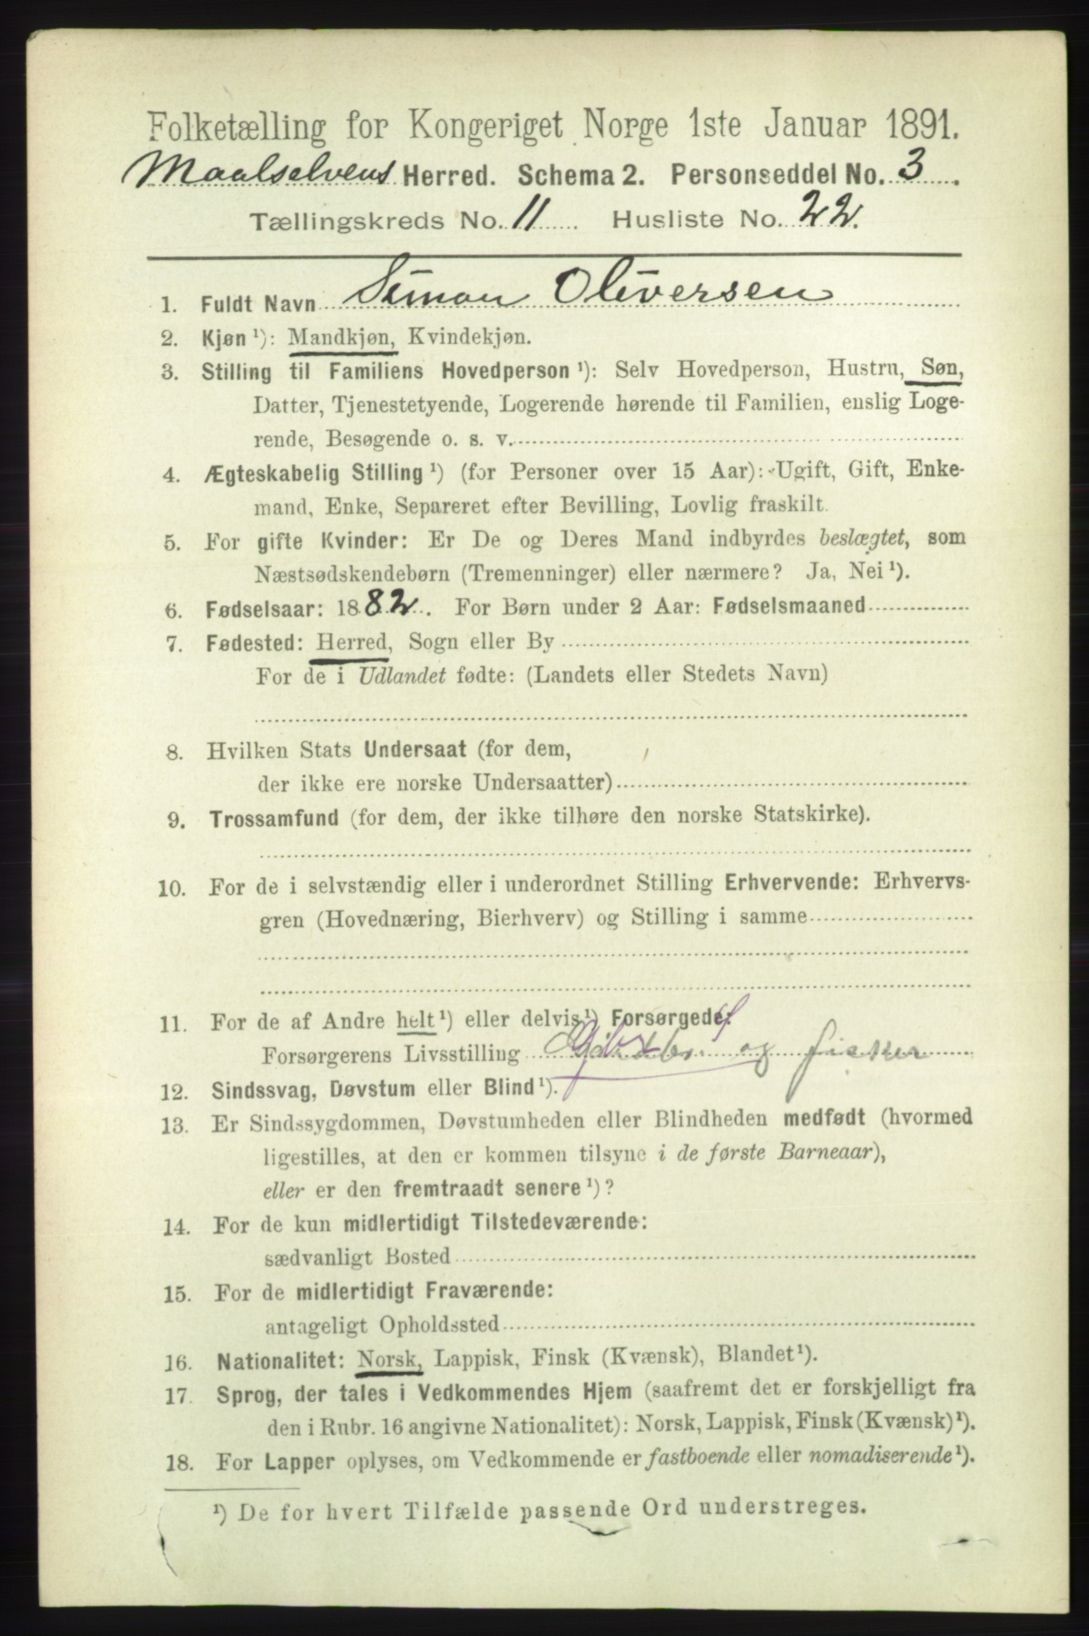 Folketælling for Kongeriget Norge 1ste Januar 1891.
Maalselvens Herred. Schema 2. Personseddel No. 3.
Tællingskreds No. 11 Husliste No. 22.
1. Fuldt Navn Simon Oliversen
2. Kjøn ¹): Mandkjøn, Kvindekjøn.
3. Stilling til Familiens Hovedperson ¹): Selv Hovedperson, Hustru, Søn,
Datter, Tjenestetyende, Logerende hørende til Familien, enslig Loge-
rende, Besøgende o. s. v.
4. Ægteskabelig Stilling ¹) (for Personer over 15 Aar): Ugift, Gift, Enke-
mand, Enke, Separeret efter Bevilling, Lovlig fraskilt.
5. For gifte Kvinder: Er De og Deres Mand indbyrdes beslægtet, som
Næstsødskendebørn (Tremenninger) eller nærmere? Ja, Nei ¹).
6. Fødselsaar: 1882. For Børn under 2 Aar: Fødselsmaaned
7. Fødested: Herred, Sogn eller By
For de i Udlandet fødte: (Landets eller Stedets Navn)
8. Hvilken Stats Undersaat (for dem,
der ikke ere norske Undersaatter)
9. Trossamfund (for dem, der ikke tilhøre den norske Statskirke).
10. For de i selvstændig eller i underordnet Stilling Erhvervende: Erhvervs-
gren (Hovednæring, Bierhverv) og Stilling i samme
11. For de af Andre helt ¹) eller delvis ¹) Forsørgede:
Forsørgerens Livsstilling og fisker
12. Sindssvag, Døvstum eller Blind ¹).
13. Er Sindssygdommen, Døvstumheden eller Blindheden medfødt (hvormed
ligestilles, at den er kommen tilsyne i de første Barneaar),
eller er den fremtraadt senere ¹)?
14. For de kun midlertidigt Tilstedeværende:
sædvanligt Bosted
15. For de midlertidigt Fraværende:
antageligt Opholdssted
16. Nationalitet: Norsk, Lappisk, Finsk (Kvænsk), Blandet ¹).
17. Sprog, der tales i Vedkommendes Hjem (saafremt det er forskjelligt fra
den i Rubr. 16 angivne Nationalitet): Norsk, Lappisk, Finsk (Kvænsk) ¹).
18. For Lapper oplyses, om Vedkommende er fastboende eller nomadiserende ¹).
¹) De for hvert Tilfælde passende Ord understreges.